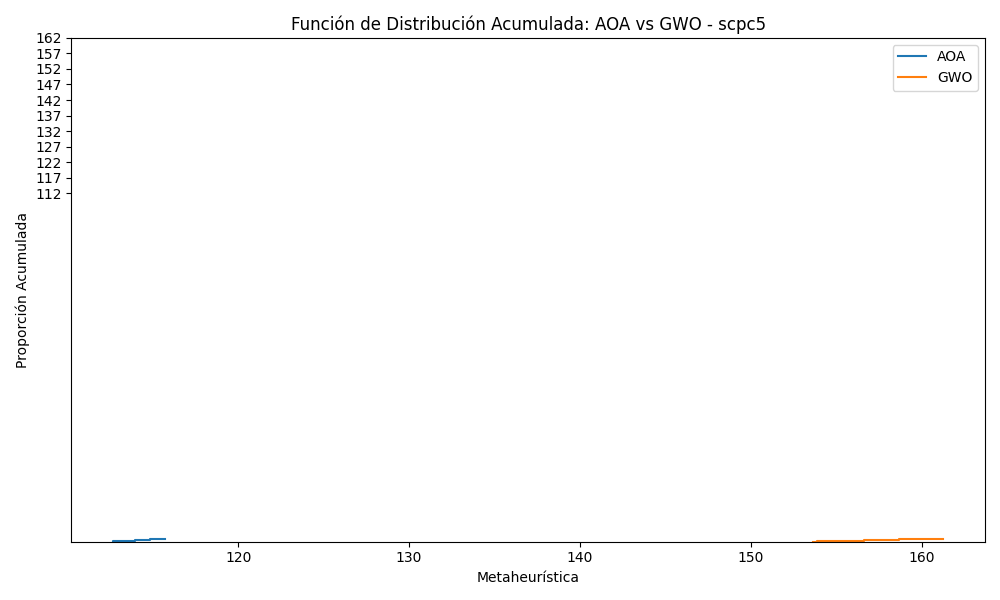 Función de Distribución Acumulada: AOA vs GWO - scpc5
AOA
GWO
162
157
152
147
142
137
132
127
122
117
112
Proporción Acumulada
120 130 140 150 160
Metaheurística